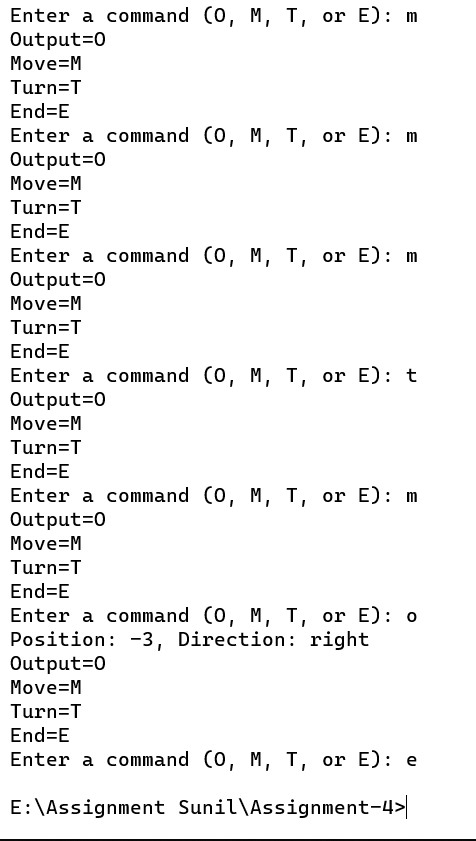 Enter a command (O, M, T, or E): m
Output=O
Move=M
Turn=T
End=E
Enter a command (O, M, T, or E): m
Output=O
Move=M
Turn=T
End=E
Enter a command (O, M, T, or E): m
Output=O
Move=M
Turn=T
End=E
Enter a command (O, M, T, or E): t
Output=O
Move=M
Turn=T
End=E
Enter a command (O, M, T, or E): m
Output=O
Move=M
Turn=T
End=E
Enter a command (O, M, T, or E): o
Position: -3, Direction: right
Output=O
Move=M
Turn=T
End=E
Enter a command (O, M, T, or E): e
E:\Assignment Sunil\Assignment-4>